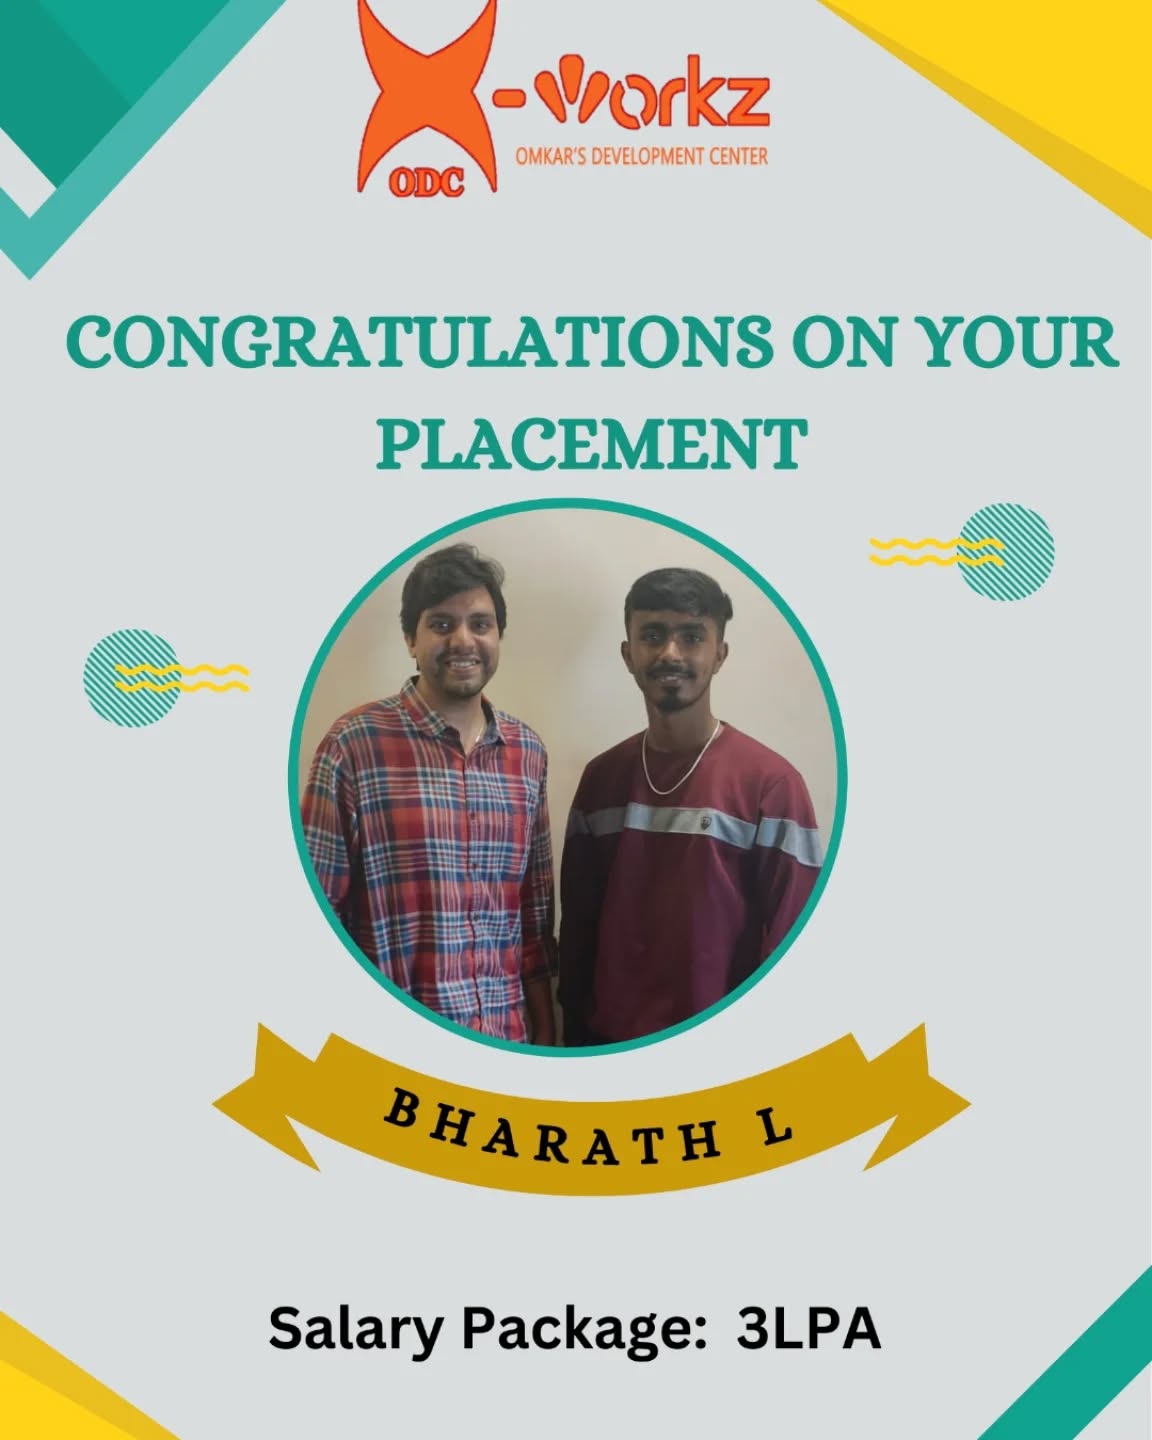 X-WORKZ
OMKAR'S DEVELOPMENT CENTER
ODC
CONGRATULATIONS ON YOUR
PLACEMENT
BHARATH L
Salary Package: 3LPA